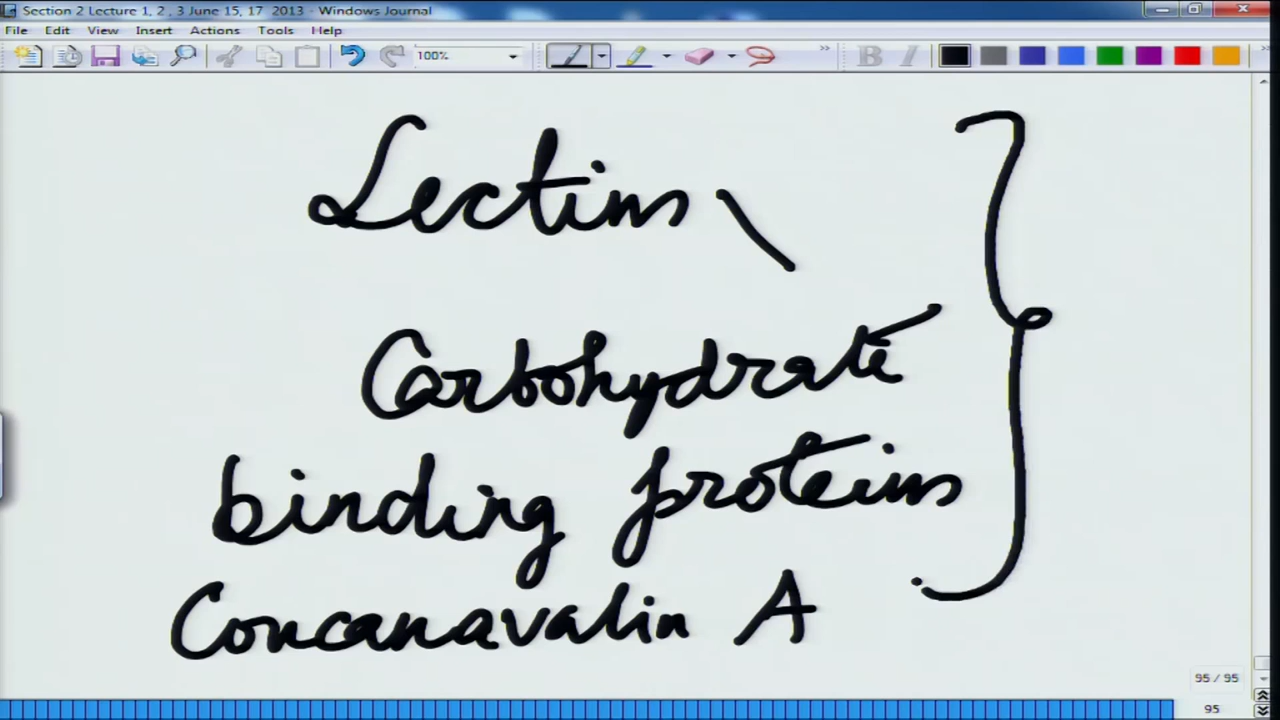 Section 2 Lecture 1, 2 , 3 June 15, 17 2013 - Windows Journal
File Edit View Insert Actions Tools Help
100%
B I
Lectins
Carbohydrate
binding proteins
Concanavalin A
95 / 95
95